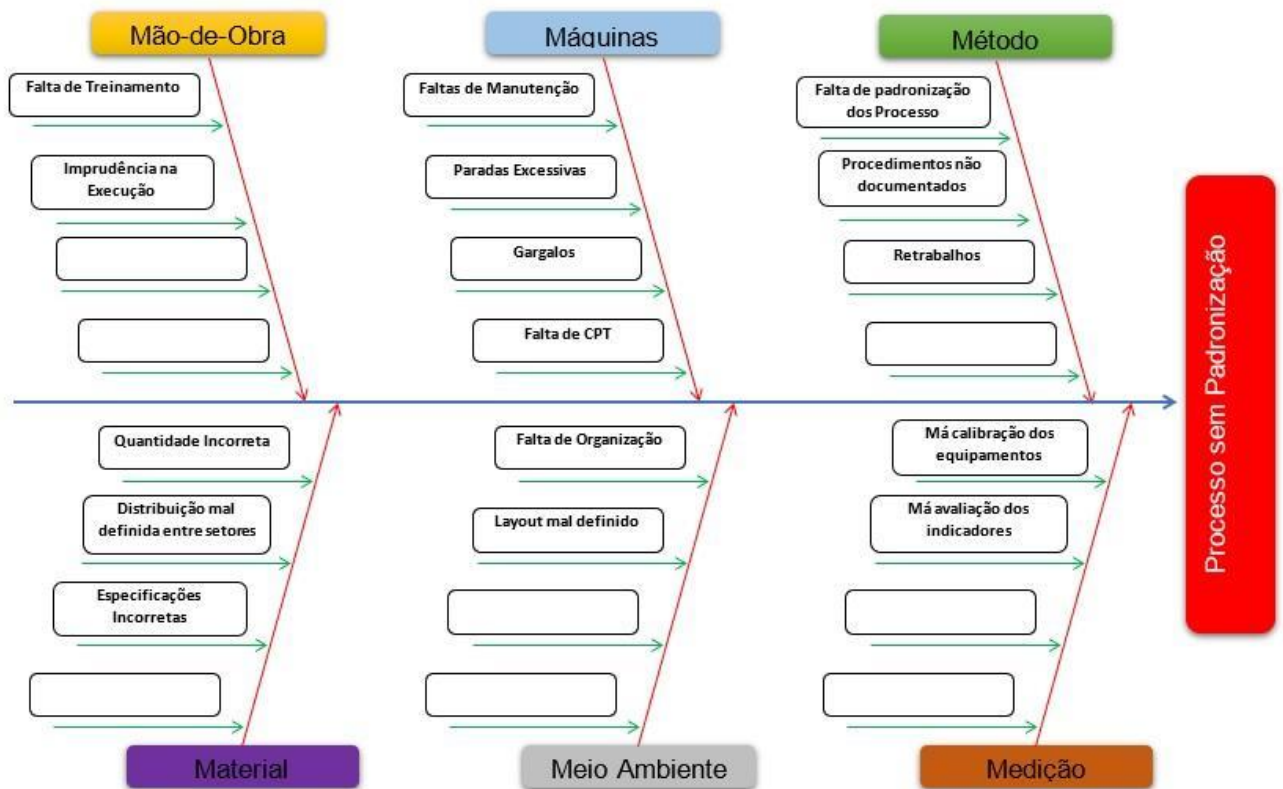 Mão-de-Obra
Falta de Treinamento
Imprudência na
Execução
Máquinas
Faltas de Manutenção
Paradas Excessivas
Gargalos
Falta de CPT
Método
Falta de padronização
dos Processo
Procedimentos não
documentados
Retrabalhos
Quantidade Incorreta
Distribuição mal
definida entre setores
Especificações
Incorretas
Material
Falta de Organização
Layout mal definido
Meio Ambiente
Má calibração dos
equipamentos
Má avaliação dos
indicadores
Medição
Processo sem Padronização